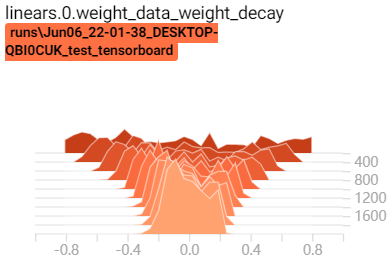 linears.0.weight_data_weight_decay
runs\Jun06_22-01-38_DESKTOP-
QBI0CUK_test_tensorboard
400
800
1200
1600
-0.8 -0.4 0.0 0.4 0.8